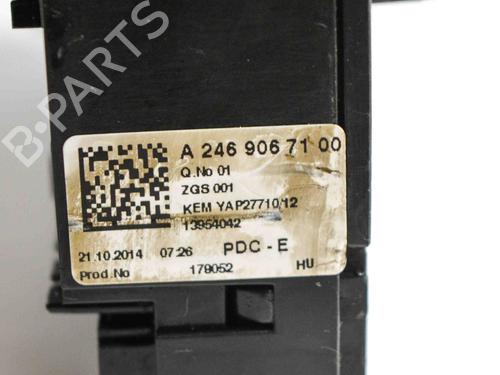 B-PARTS
A 246 906 71 00
Q.No 01
ZGS 001
KEM YAP27710/12
13954042
21.10.2014 07:26 PDC - E
Prod.No 179052 HU